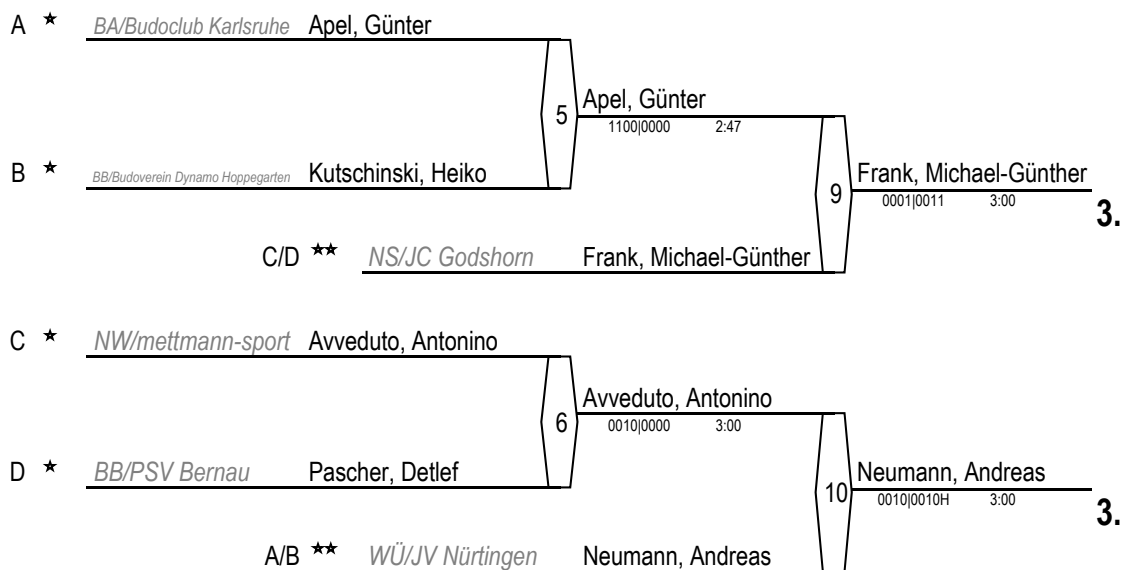 A ★ BA/Budoclub Karlsruhe Apel, Günter
5 Apel, Günter
1100|0000 2:47
B ★ BB/Budoverein Dynamo Hoppegarten Kutschinski, Heiko
9 Frank, Michael-Günther
0001|0011 3:00
3.
C/D ★★ NS/JC Godshorn Frank, Michael-Günther
C ★ NW/mettmann-sport Avveduto, Antonino
6 Avveduto, Antonino
0010|0000 3:00
D ★ BB/PSV Bernau Pascher, Detlef
10 Neumann, Andreas
0010|0010H 3:00
3.
A/B ★★ WÜ/JV Nürtingen Neumann, Andreas